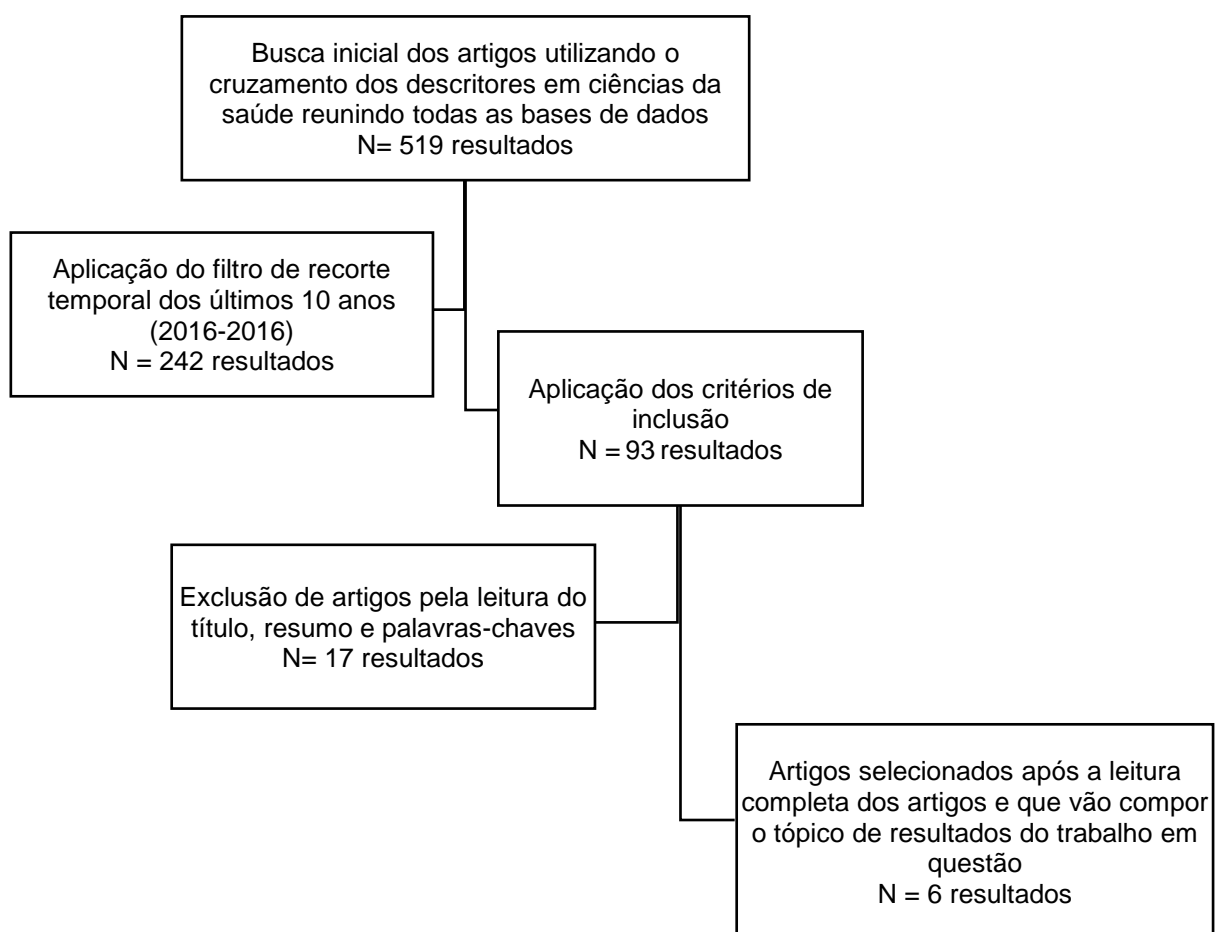 Busca inicial dos artigos utilizando o
cruzamento dos descritores em ciências da
saúde reunindo todas as bases de dados
N= 519 resultados
Aplicação do filtro de recorte
temporal dos últimos 10 anos
(2016-2016)
N = 242 resultados
Aplicação dos critérios de
inclusão
N = 93 resultados
Exclusão de artigos pela leitura do
título, resumo e palavras-chaves
N= 17 resultados
Artigos selecionados após a leitura
completa dos artigos e que vão compor
o tópico de resultados do trabalho em
questão
N = 6 resultados